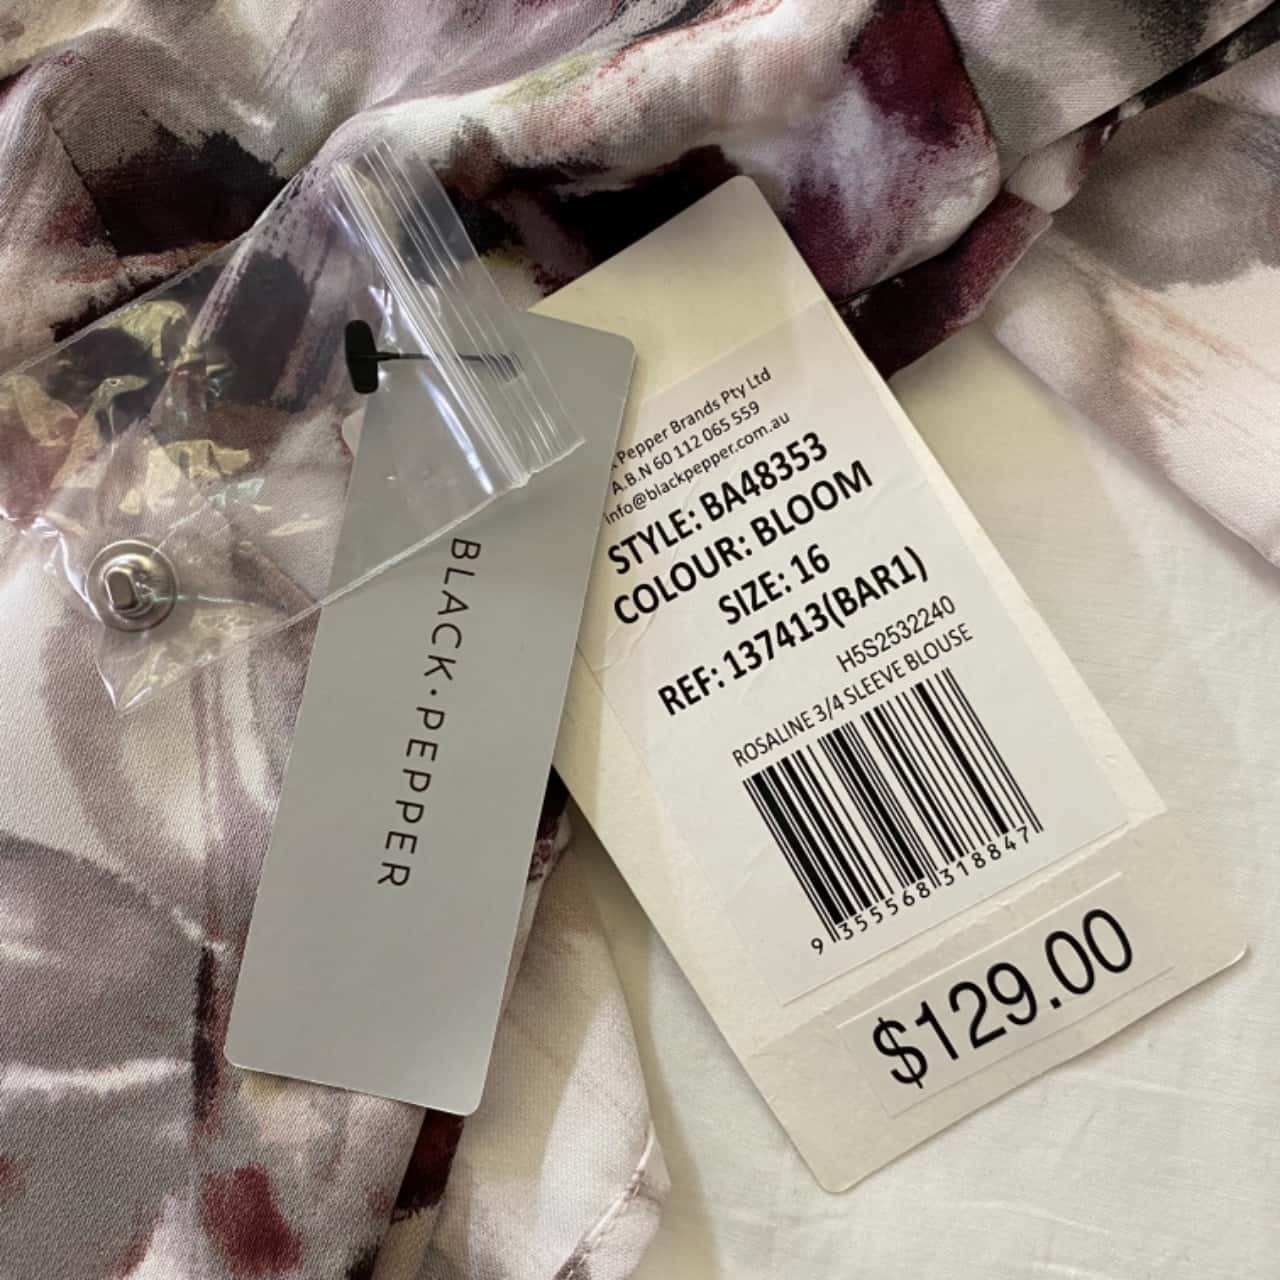 BLACK·PEPPER
Pepper Brands Pty Ltd
A.B.N 60 112 065 559
info@blackpepper.com.au
STYLE: BA48353
COLOUR: BLOOM
SIZE: 16
REF: 137413(BAR1)
H5S2532240
ROSALINE 3/4 SLEEVE BLOUSE
9 355568 318847
$129.00